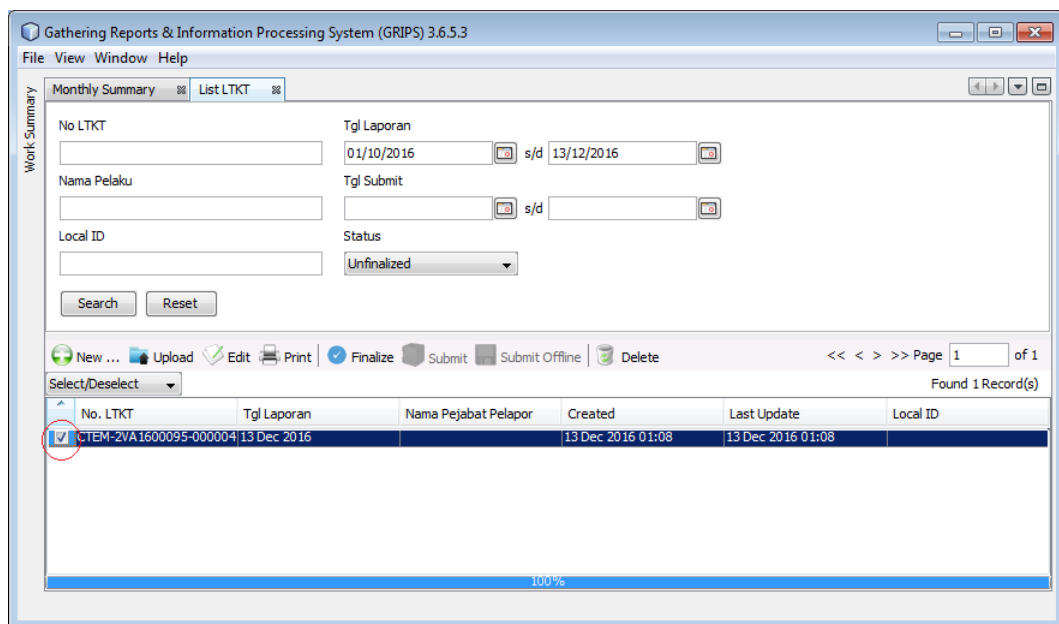 Gathering Reports & Information Processing System (GRIPS) 3.6.5.3
File View Window Help
Work Summary
Monthly Summary List LTKT
No LTKT Tgl Laporan
01/10/2016 s/d 13/12/2016
Nama Pelaku Tgl Submit
s/d
Local ID Status
Unfinalized
Search Reset
New ... Upload Edit Print Finalize Submit Submit Offline Delete << < > >> Page 1 of 1
Select/Deselect Found 1 Record(s)
No. LTKT Tgl Laporan Nama Pejabat Pelapor Created Last Update Local ID
CTEM-2VA1600095-000004 13 Dec 2016 13 Dec 2016 01:08 13 Dec 2016 01:08
100%